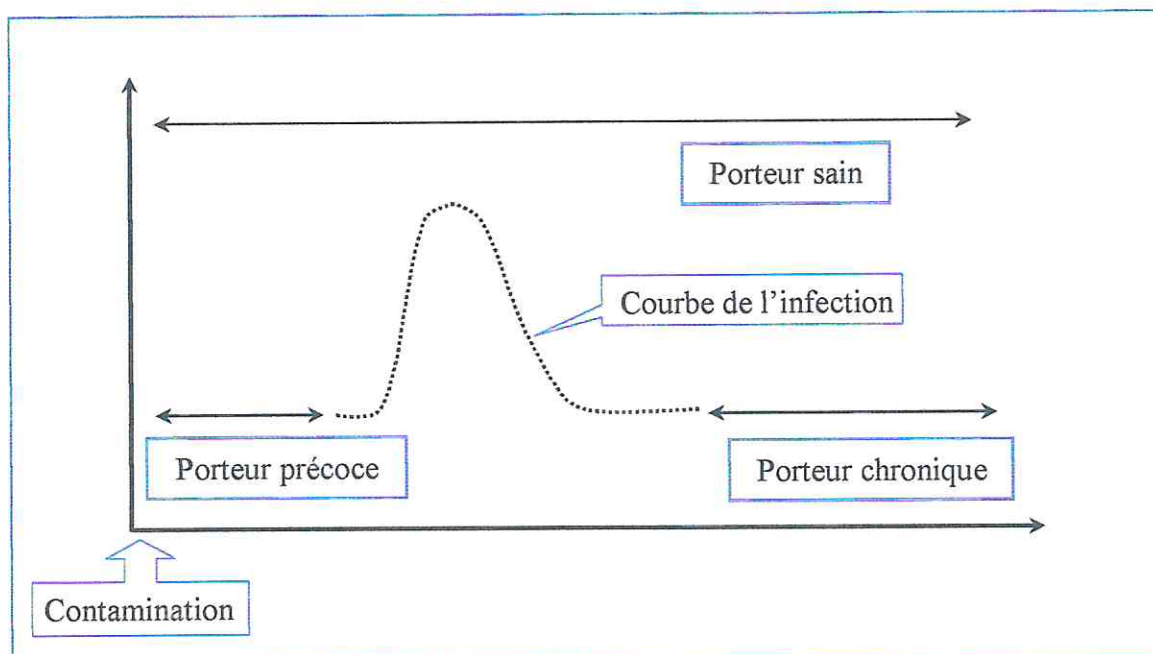 Porteur sain
Courbe de l'infection
Porteur précoce
Porteur chronique
Contamination